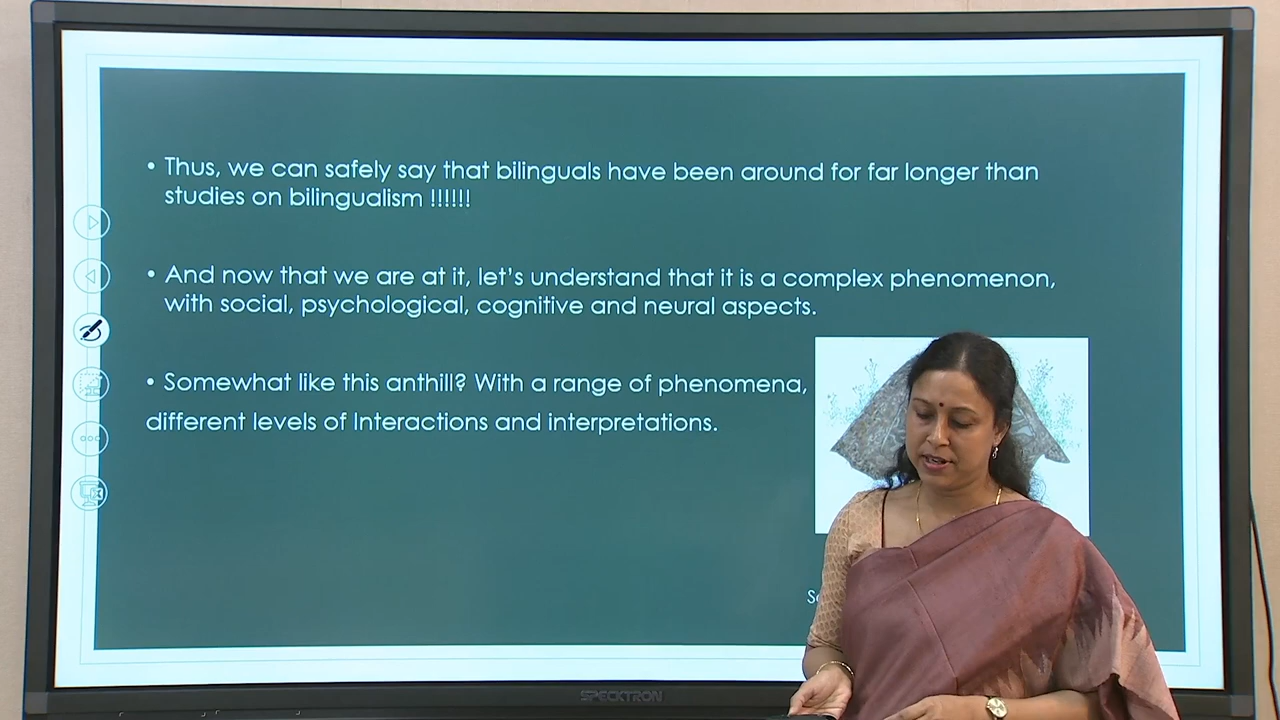 • Thus, we can safely say that bilinguals have been around for far longer than
studies on bilingualism !!!!!!
• And now that we are at it, let's understand that it is a complex phenomenon,
with social, psychological, cognitive and neural aspects.
• Somewhat like this anthill? With a range of phenomena,
different levels of Interactions and interpretations.
SPECKTRON